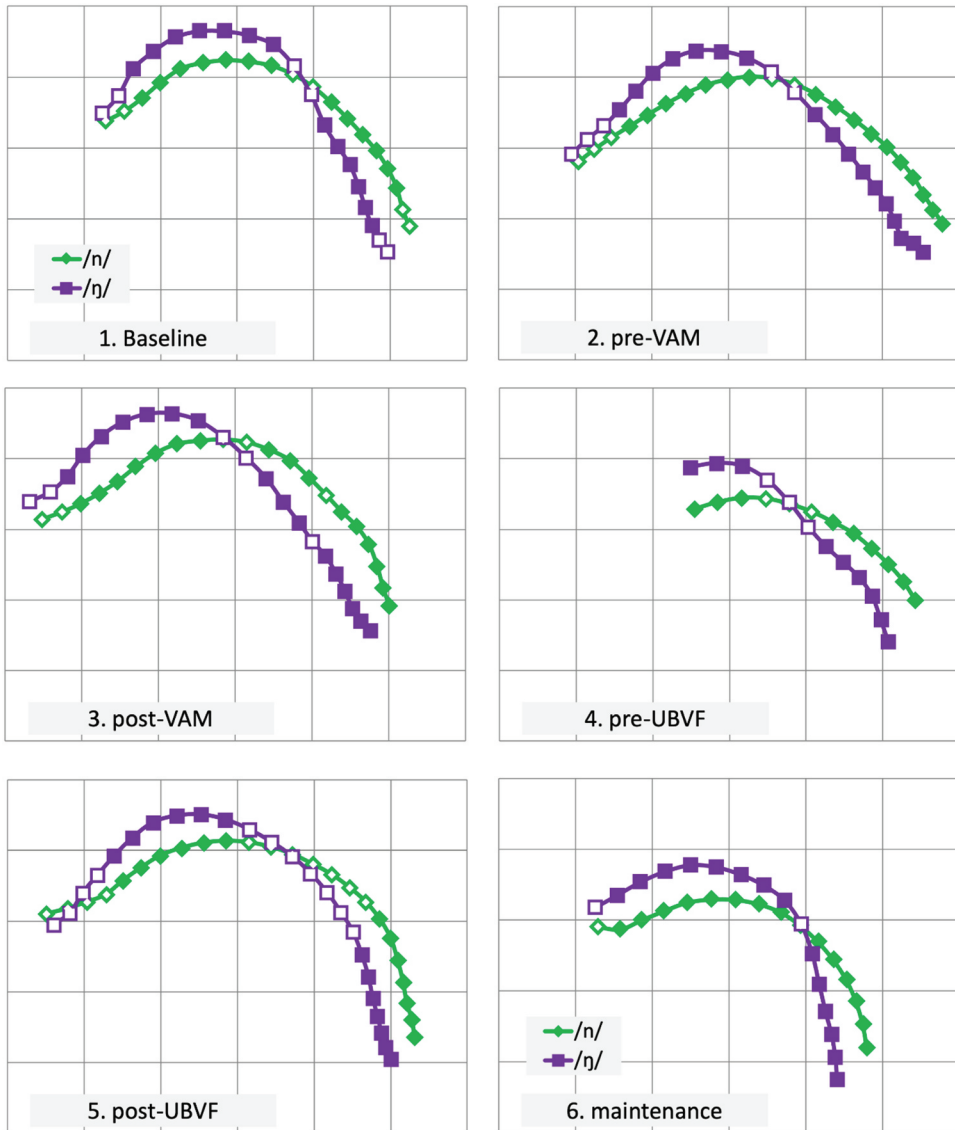 /n/
/ŋ/
1. Baseline
2. pre-VAM
3. post-VAM
4. pre-UBVF
5. post-UBVF
/n/
/ŋ/
6. maintenance